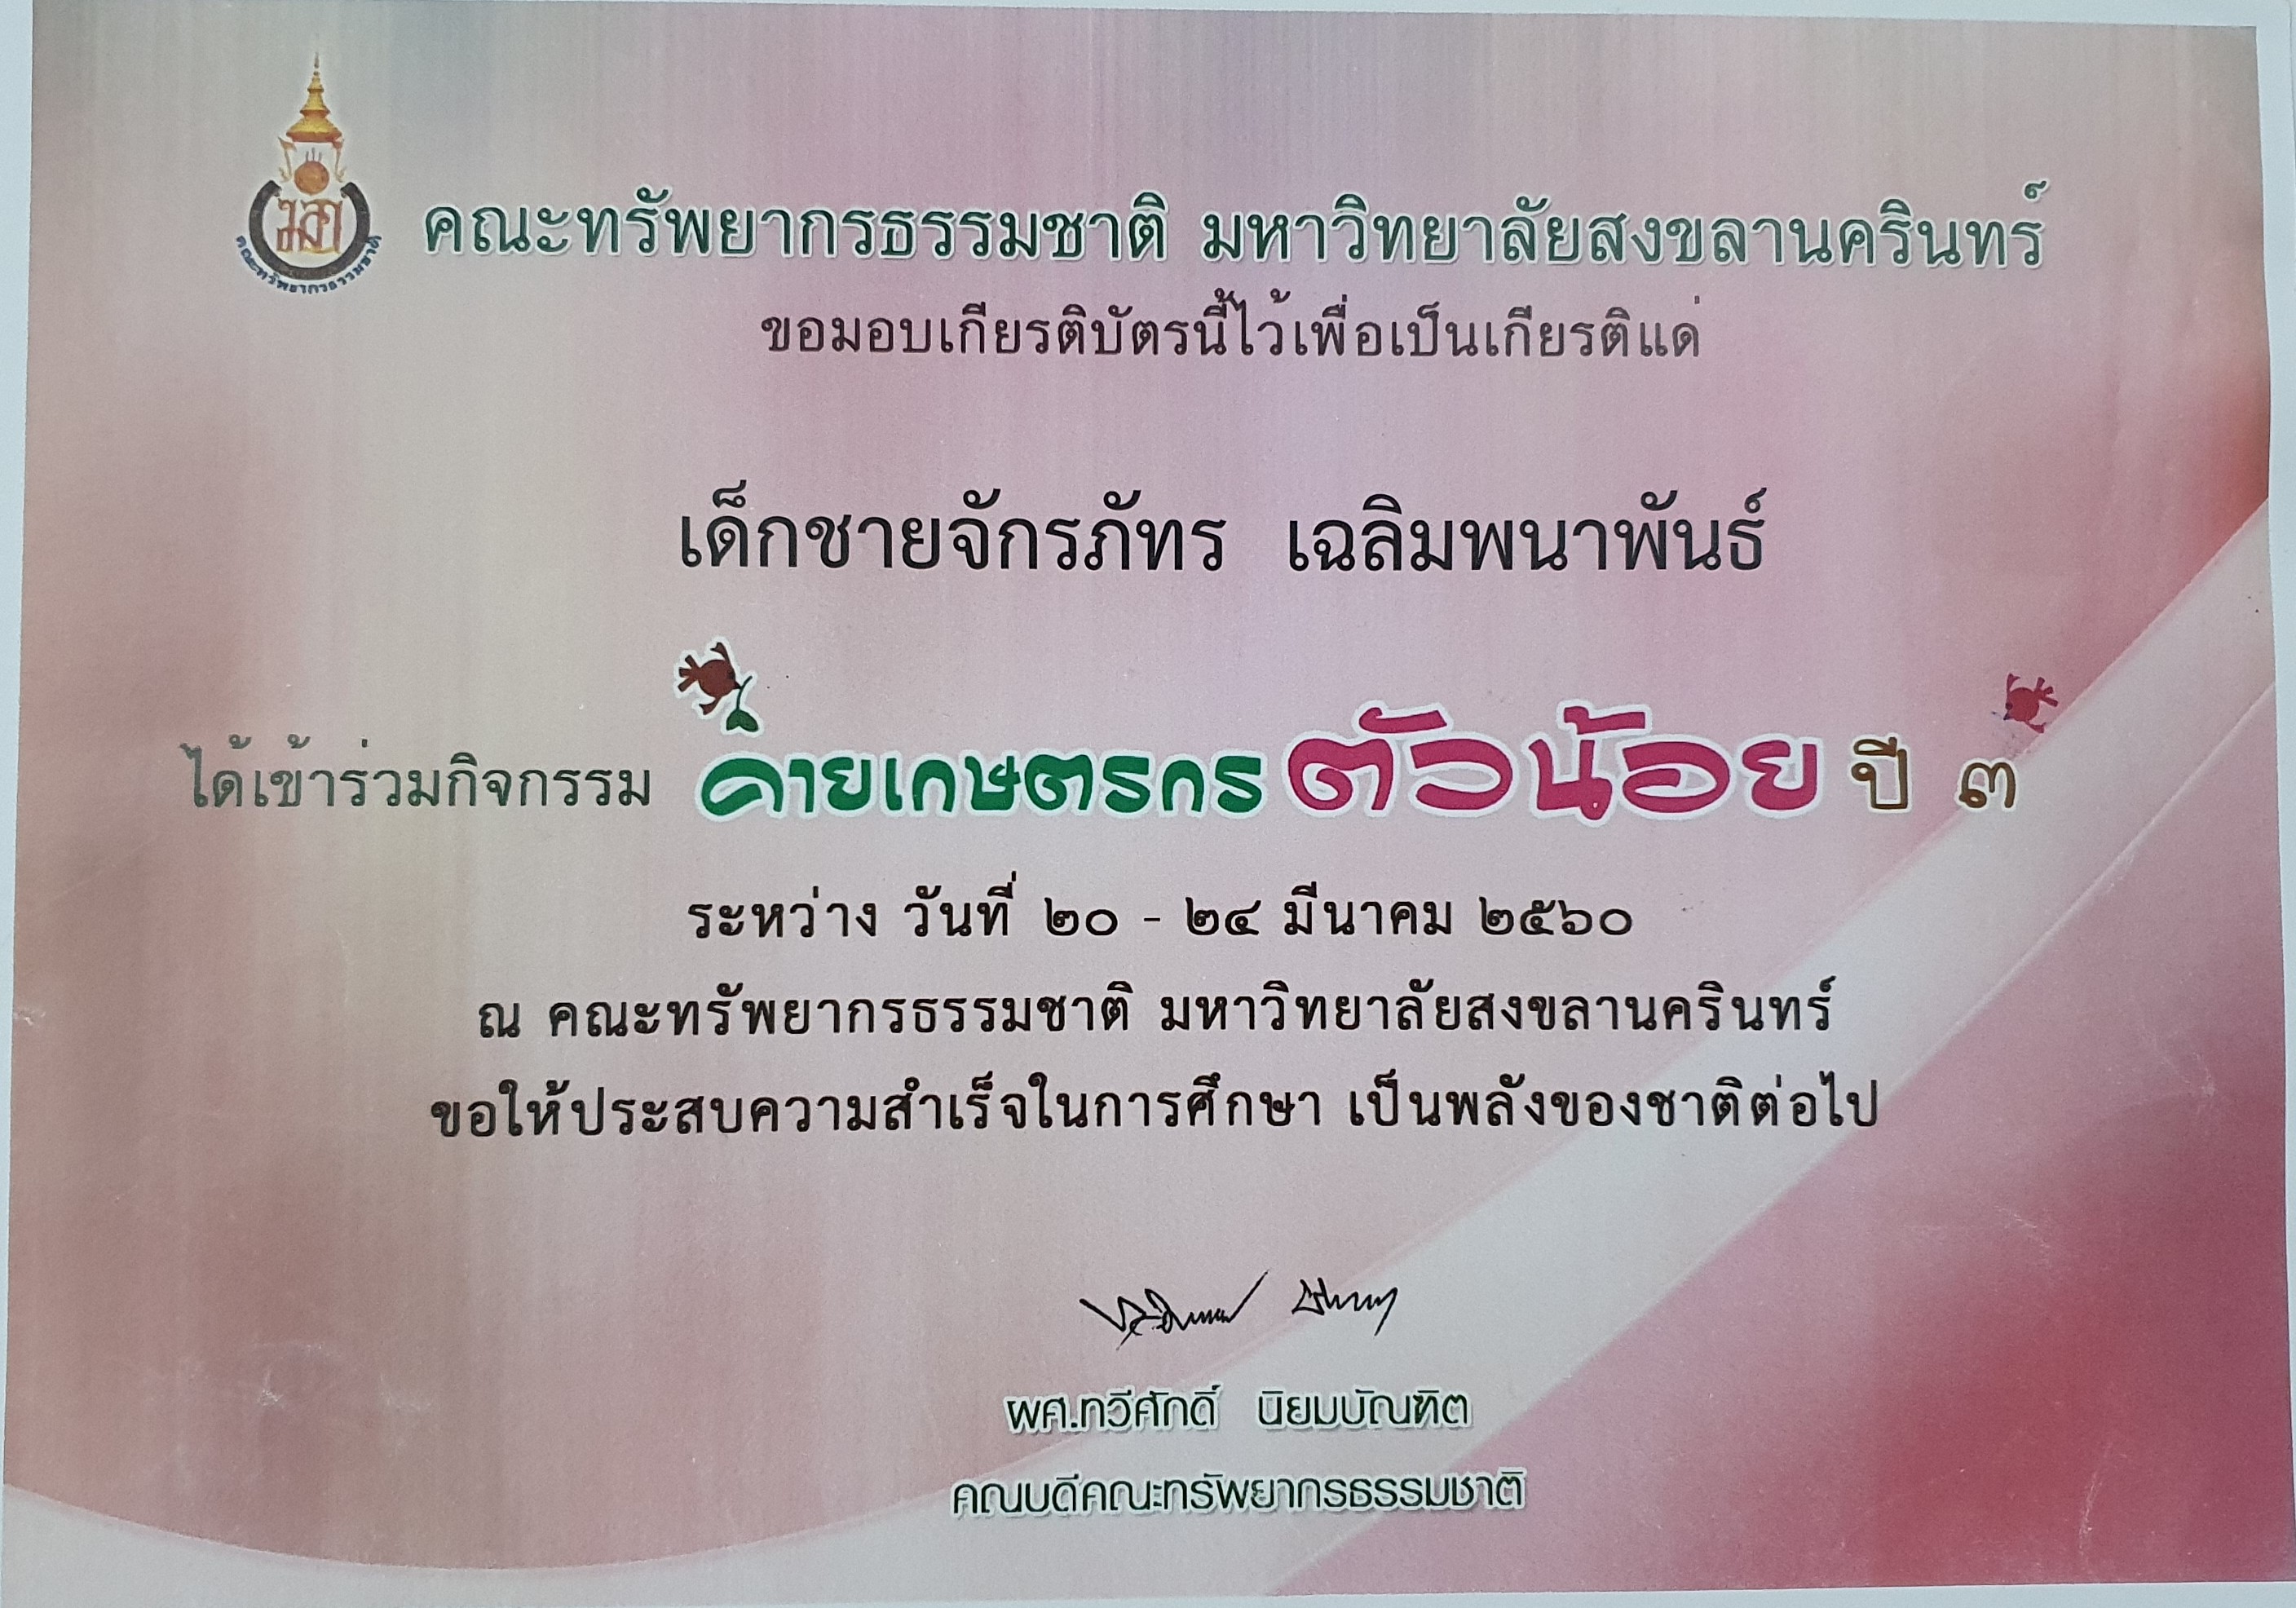 ม.อ.
คณะทรัพยากรธรรมชาติ
คณะทรัพยากรธรรมชาติ มหาวิทยาลัยสงขลานครินทร์
ขอมอบเกียรติบัตรนี้ไว้เพื่อเป็นเกียรติแด่
เด็กชายจักรภัทร เฉลิมพนาพันธ์
ได้เข้าร่วมกิจกรรม ค่ายเกษตรกรตัวน้อย ปี ๓
ระหว่าง วันที่ ๒๐ - ๒๔ มีนาคม ๒๕๖๐
ณ คณะทรัพยากรธรรมชาติ มหาวิทยาลัยสงขลานครินทร์
ขอให้ประสบความสำเร็จในการศึกษา เป็นพลังของชาติต่อไป
ผศ.ทวีศักดิ์ นิยมบัณฑิต
คณบดีคณะทรัพยากรธรรมชาติ